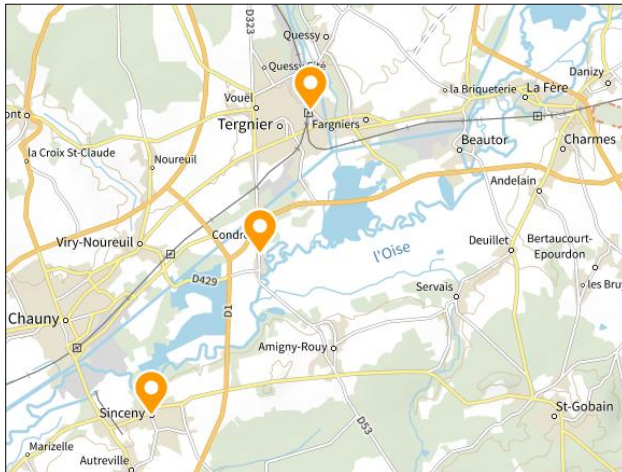 D323
Quessy
Quessy-Cité
Danizy
la Briqueterie
La Fère
Vouël
Tergnier
Fargniers
Beautor
Charmes
la Croix St-Claude
Noureuil
Andelain
Viry-Noureuil
l'Oise
Deuillet
Bertaucourt-
Epourdon
D429
D1
Servais
Chauny
Amigny-Rouy
Sinceny
St-Gobain
D53
Marizelle
Autreville